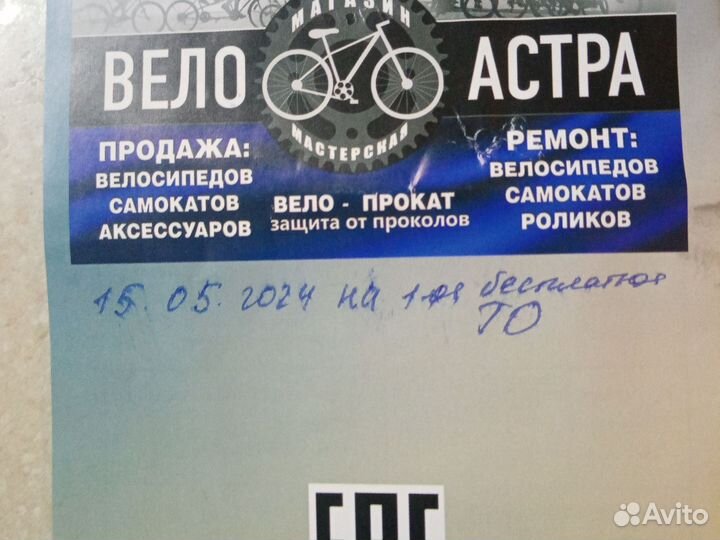 МАГАЗИН
ВЕЛО АСТРА
МАСТЕРСКАЯ
ПРОДАЖА:
ВЕЛОСИПЕДОВ
САМОКАТОВ
АКСЕССУАРОВ
ВЕЛО - ПРОКАТ
защита от проколов
РЕМОНТ:
ВЕЛОСИПЕДОВ
САМОКАТОВ
РОЛИКОВ
15.05.2024 на 1-ое бесплатное
ТО
Avito